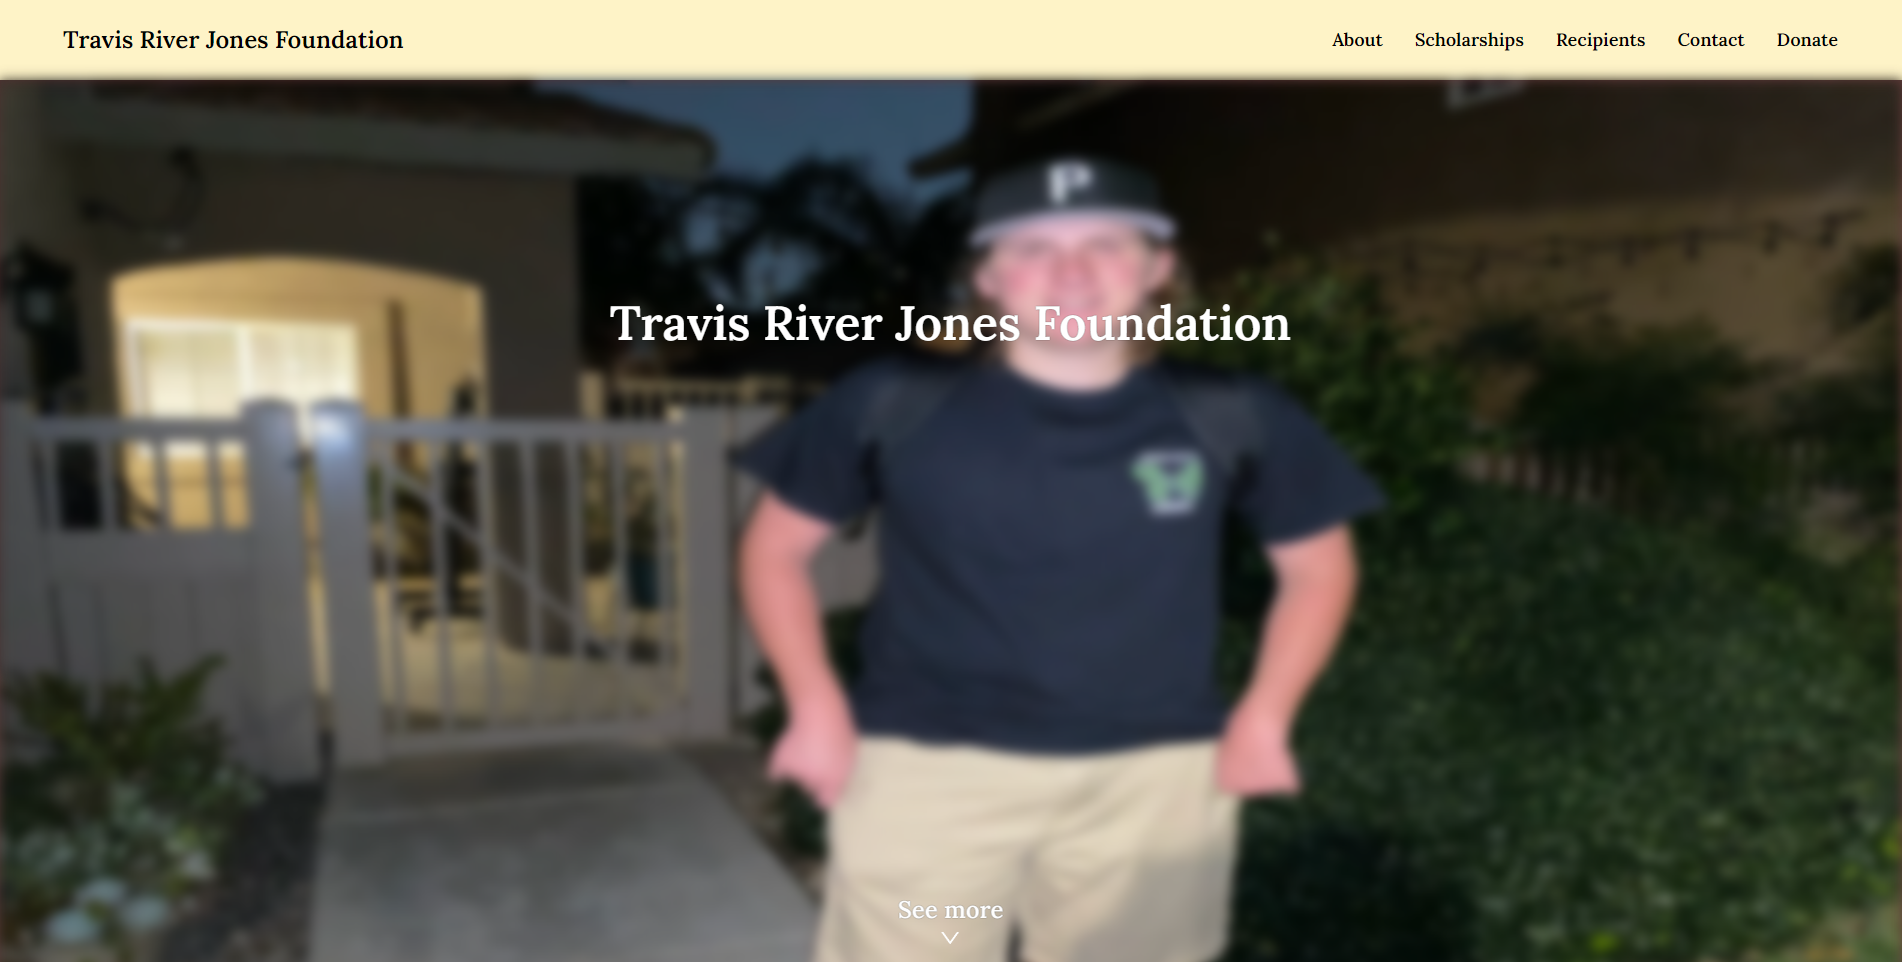 Travis River Jones Foundation
About Scholarships Recipients Contact Donate
P
Travis River Jones Foundation
See more